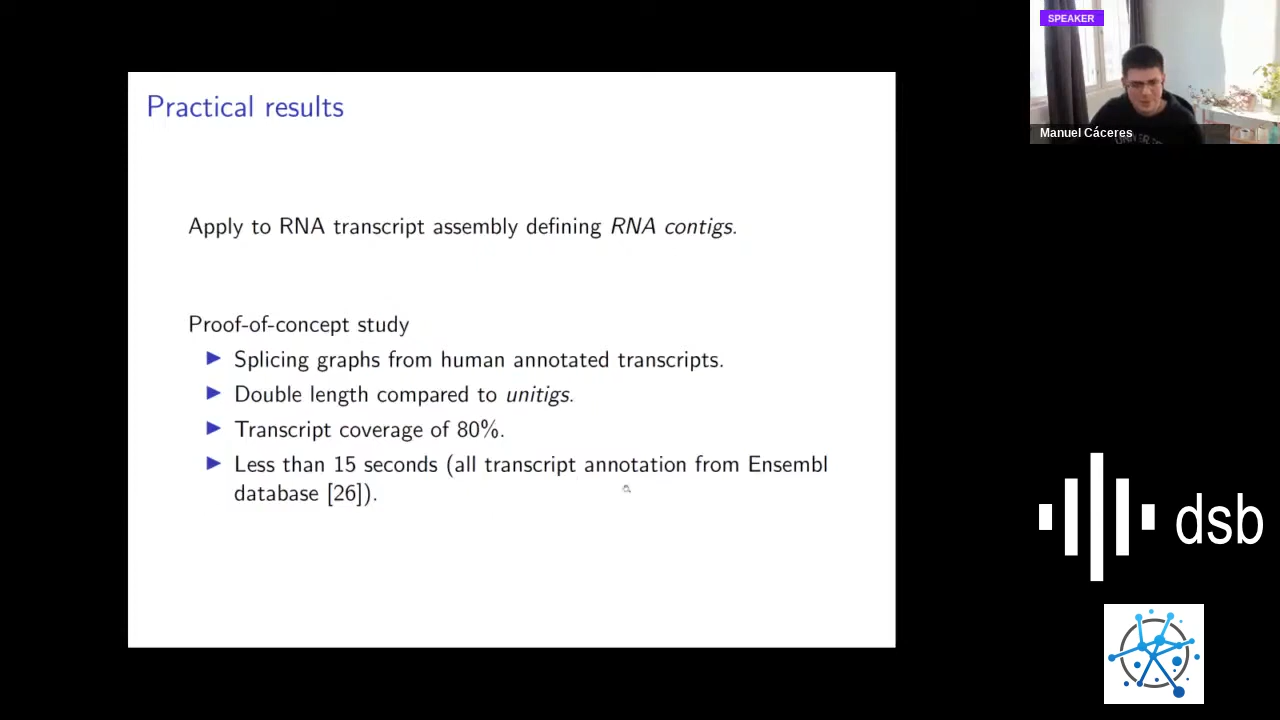 SPEAKER
Manuel Cáceres
Practical results
Apply to RNA transcript assembly defining RNA contigs.
Proof-of-concept study
Splicing graphs from human annotated transcripts.
Double length compared to unitigs.
Transcript coverage of 80%.
Less than 15 seconds (all transcript annotation from Ensembl
database [26]).
dsb